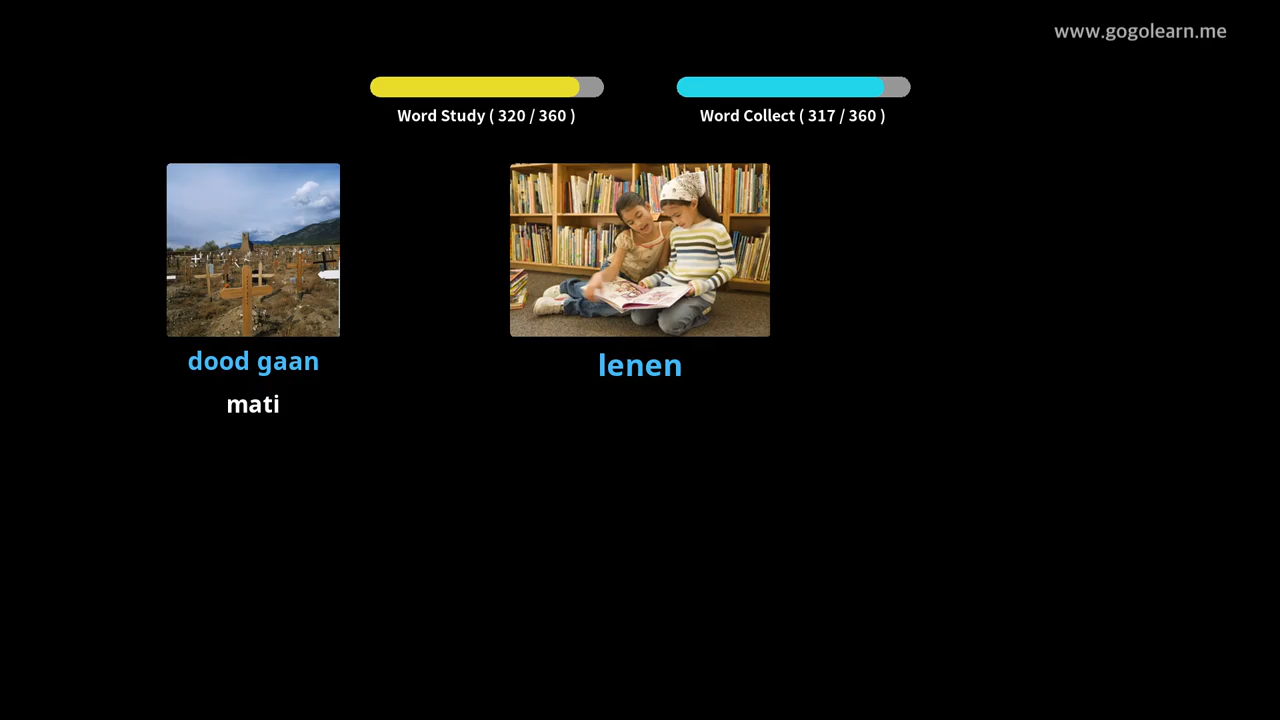 www.gogolearn.me
Word Study ( 320 / 360 )
Word Collect ( 317 / 360 )
dood gaan
mati
lenen